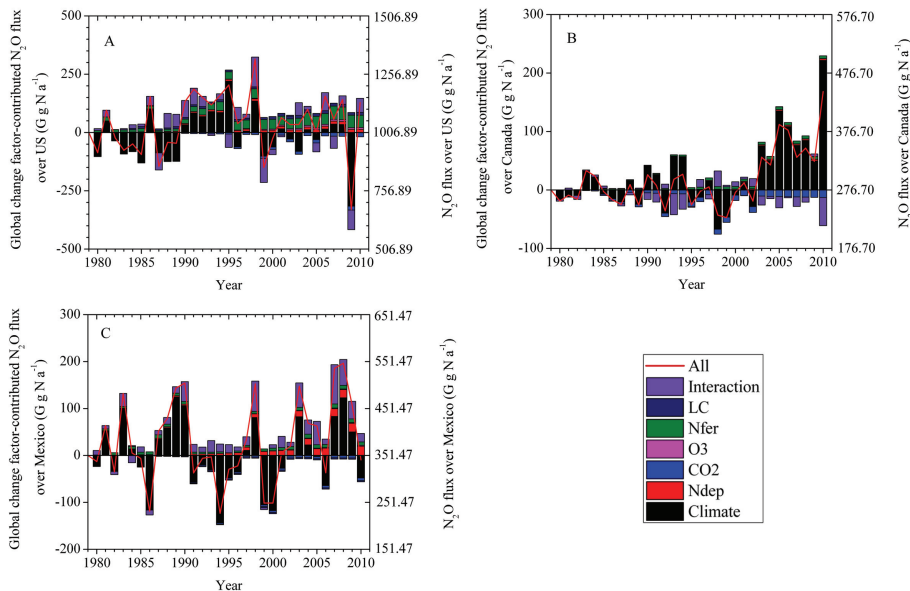 Global change factor-contributed N₂O flux
over US (G g N a⁻¹)
500
250
0
-250
-500
A
1506.89
1256.89
1006.89
756.89
506.89
N₂O flux over US (G g N a⁻¹)
1980 1985 1990 1995 2000 2005 2010
Year
Global change factor-contributed N₂O flux
over Canada (G g N a⁻¹)
300
200
100
0
-100
B
576.70
476.70
376.70
276.70
176.70
N₂O flux over Canada (G g N a⁻¹)
1980 1985 1990 1995 2000 2005 2010
Year
Global change factor-contributed N₂O flux
over Mexico (G g N a⁻¹)
300
200
100
0
-100
-200
C
651.47
551.47
451.47
351.47
251.47
151.47
N₂O flux over Mexico (G g N a⁻¹)
1980 1985 1990 1995 2000 2005 2010
Year
All
Interaction
LC
Nfer
O3
CO2
Ndep
Climate